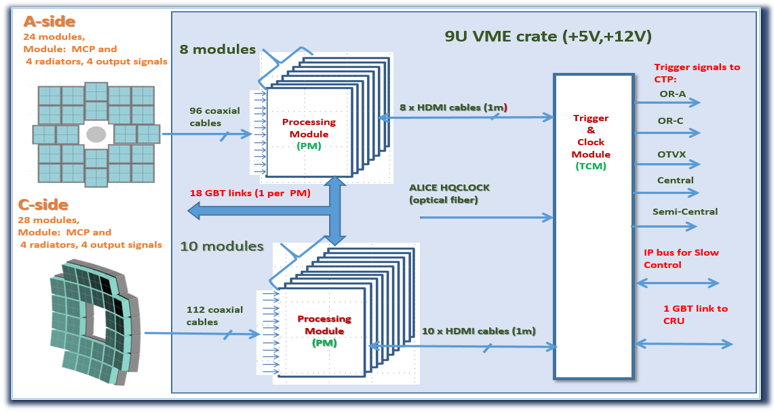 A-side
24 modules,
Module: MCP and
4 radiators, 4 output signals
8 modules
9U VME crate (+5V,+12V)
96 coaxial
cables
Processing
Module
(PM)
8 x HDMI cables (1m)
Trigger
&
Clock
Module
(TCM)
Trigger signals to
CTP:
OR-A
OR-C
OTVX
Central
Semi-Central
18 GBT links (1 per PM)
ALICE HQCLOCK
(optical fiber)
C-side
28 modules,
Module: MCP and
4 radiators, 4 output signals
10 modules
IP bus for Slow
Control
112 coaxial
cables
Processing
Module
(PM)
10 x HDMI cables (1m)
1 GBT link to
CRU